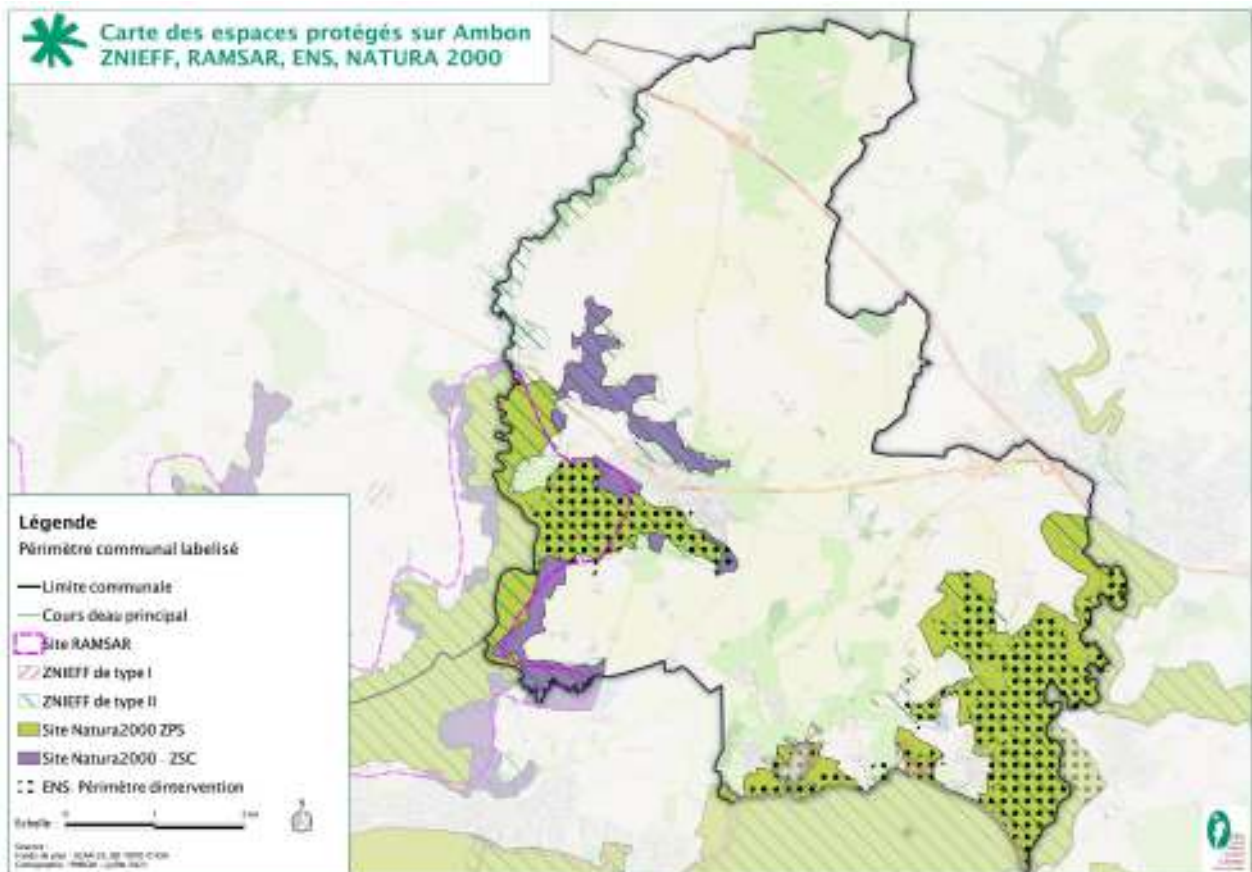 Carte des espaces protégés sur Ambon
ZNIEFF, RAMSAR, ENS, NATURA 2000
Légende
Périmètre communal labelisé
Limite communale
Cours deau principal
Site RAMSAR
ZNIEFF de type I
ZNIEFF de type II
Site Natura2000 ZPS
Site Natura2000 - ZSC
ENS Périmètre dintervention
Echelle :